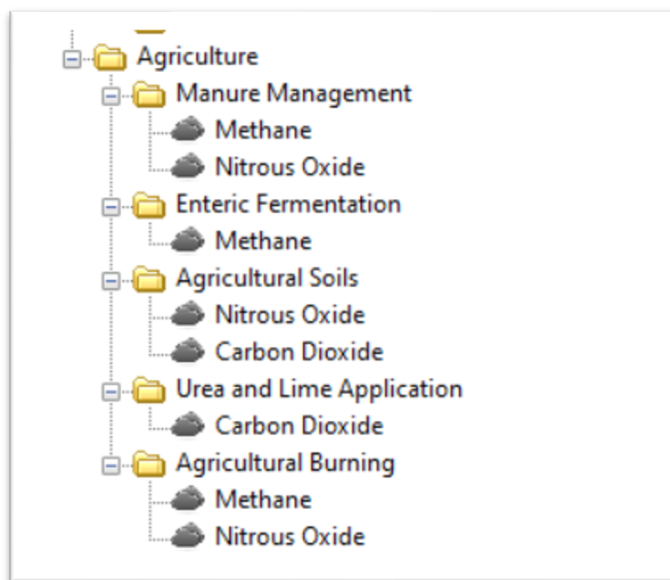 Agriculture
Manure Management
Methane
Nitrous Oxide
Enteric Fermentation
Methane
Agricultural Soils
Nitrous Oxide
Carbon Dioxide
Urea and Lime Application
Carbon Dioxide
Agricultural Burning
Methane
Nitrous Oxide